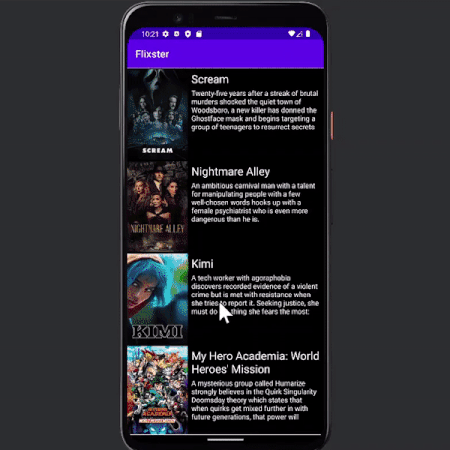 10:21
Flixster
Scream
Twenty-five years after a streak of brutal
murders shocked the quiet town of
Woodsboro, a new killer has donned the
Ghostface mask and begins targeting a
group of teenagers to resurrect secrets
SCREAM
Nightmare Alley
An ambitious carnival man with a talent
for manipulating people with a few
well-chosen words hooks up with a
female psychiatrist who is even more
dangerous than he is.
NIGHTMARE ALLEY
Kimi
A tech worker with agoraphobia
discovers recorded evidence of a violent
crime but is met with resistance when
she tries to report it. Seeking justice, she
must do thing she fears the most:
KIMI
My Hero Academia: World
Heroes' Mission
A mysterious group called Humarize
strongly believes in the Quirk Singularity
Doomsday theory which states that
when quirks get mixed further in with
future generations, that power will